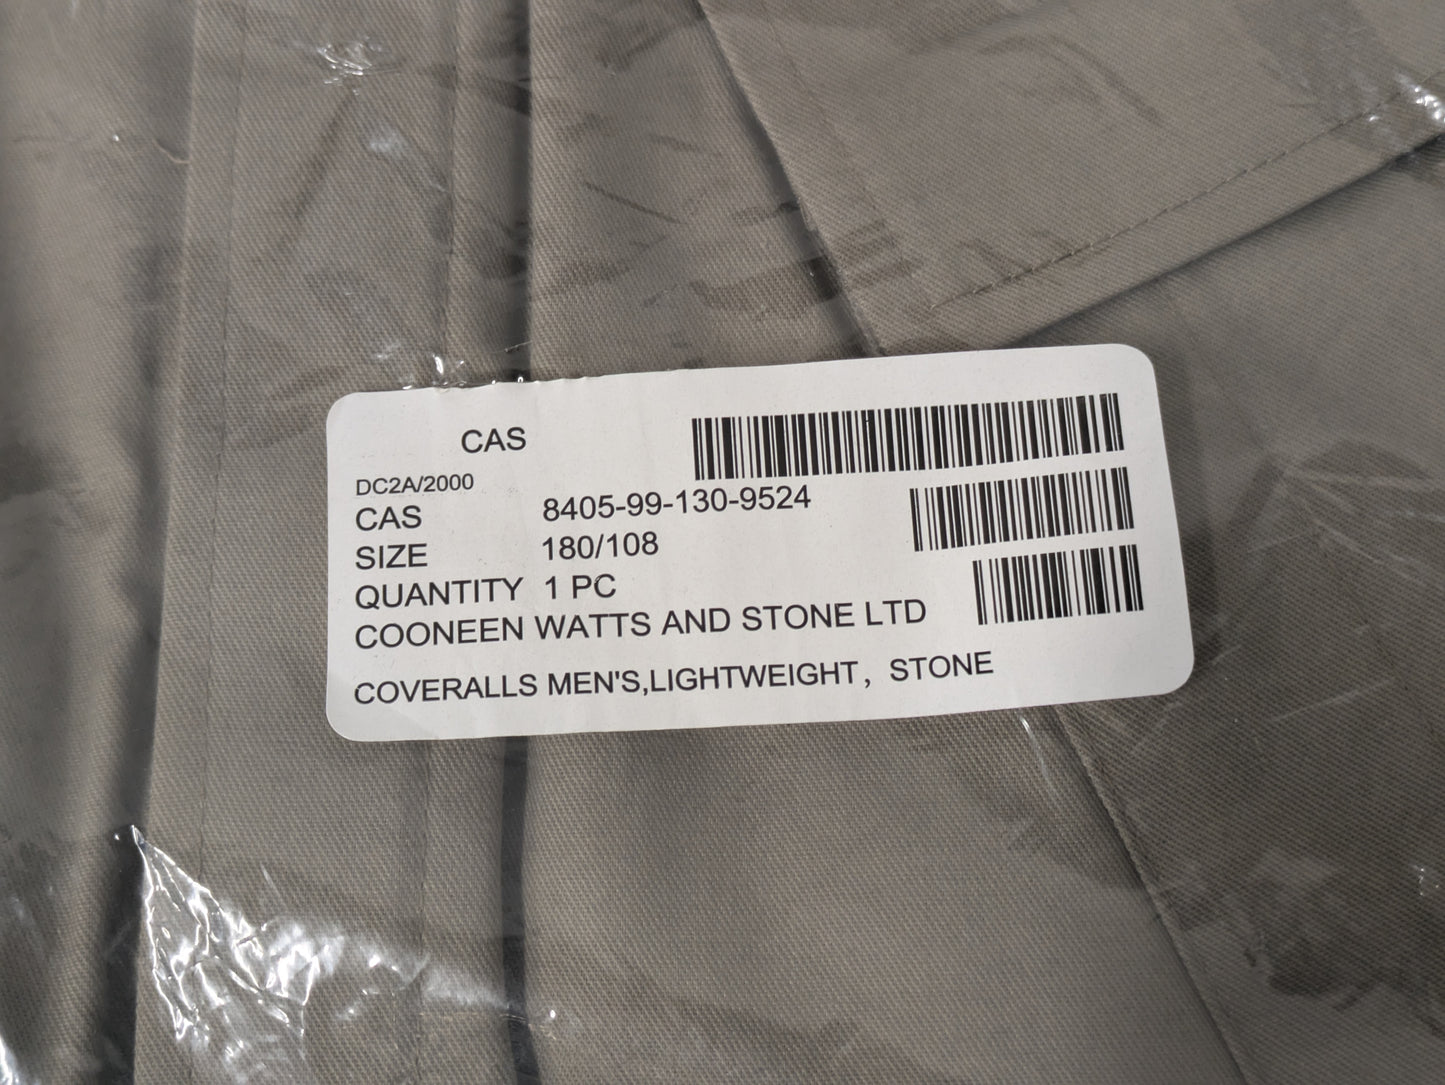 CAS
DC2A/2000
CAS 8405-99-130-9524
SIZE 180/108
QUANTITY 1 PC
COONEEN WATTS AND STONE LTD
COVERALLS MEN'S,LIGHTWEIGHT, STONE